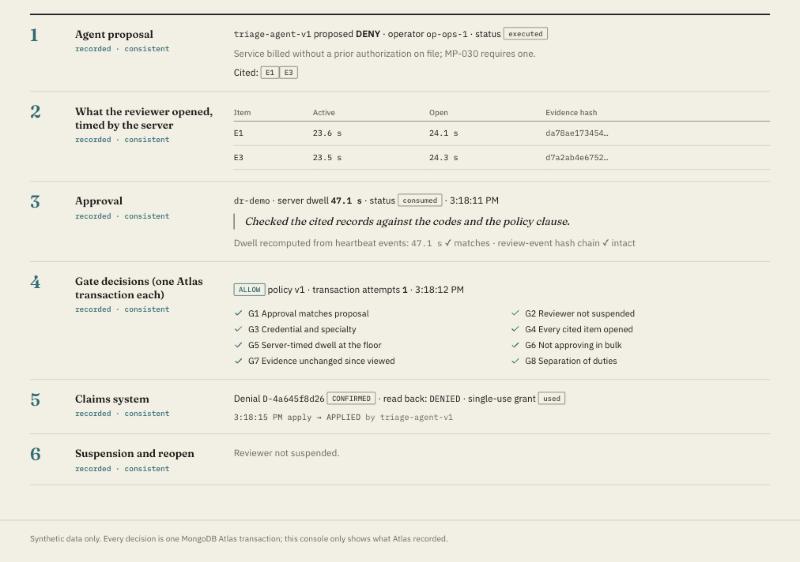 1
Agent proposal
recorded · consistent
triage-agent-v1 proposed DENY · operator op-ops-1 · status executed
Service billed without a prior authorization on file; MP-030 requires one.
Cited: E1 E3
2
What the reviewer opened,
timed by the server
recorded · consistent
Item Active Open Evidence hash
E1 23.6 s 24.1 s da78ae173454…
E3 23.5 s 24.3 s d7a2ab4e6752…
3
Approval
recorded · consistent
dr-demo · server dwell 47.1 s · status consumed · 3:18:11 PM
Checked the cited records against the codes and the policy clause.
Dwell recomputed from heartbeat events: 47.1 s ✓ matches · review-event hash chain ✓ intact
4
Gate decisions (one Atlas
transaction each)
recorded · consistent
ALLOW policy v1 · transaction attempts 1 · 3:18:12 PM
✓ G1 Approval matches proposal ✓ G2 Reviewer not suspended
✓ G3 Credential and specialty ✓ G4 Every cited item opened
✓ G5 Server-timed dwell at the floor ✓ G6 Not approving in bulk
✓ G7 Evidence unchanged since viewed ✓ G8 Separation of duties
5
Claims system
recorded · consistent
Denial D-4a645f8d26 CONFIRMED · read back: DENIED · single-use grant used
3:18:15 PM apply → APPLIED by triage-agent-v1
6
Suspension and reopen
recorded · consistent
Reviewer not suspended.
Synthetic data only. Every decision is one MongoDB Atlas transaction; this console only shows what Atlas recorded.